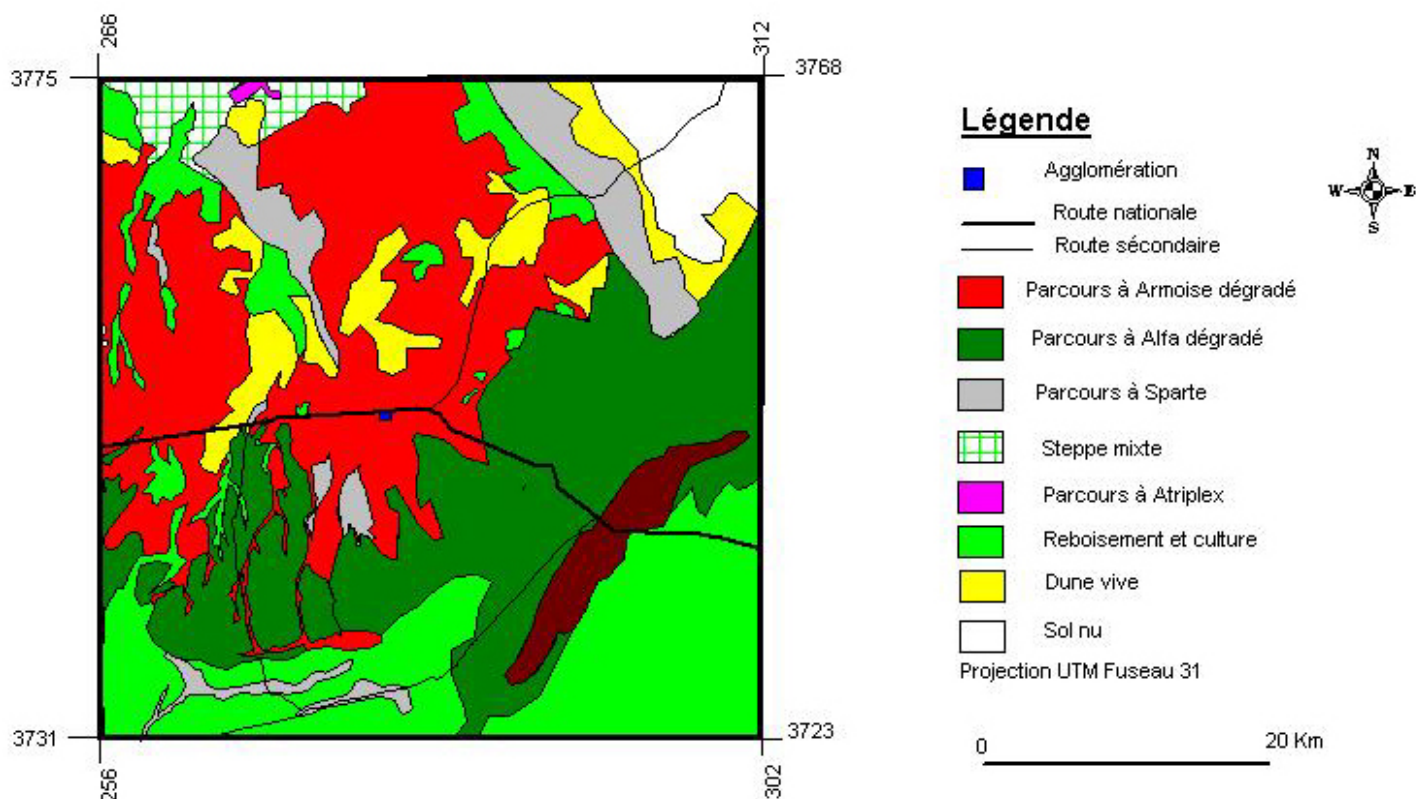 266
312
3775
3768
Légende
Agglomération
Route nationale
Route sécondaire
Parcours à Armoise dégradé
Parcours à Alfa dégradé
Parcours à Sparte
Steppe mixte
Parcours à Atriplex
Reboisement et culture
Dune vive
Sol nu
Projection UTM Fuseau 31
N
W E
S
0 20 Km
3731
3723
256
302